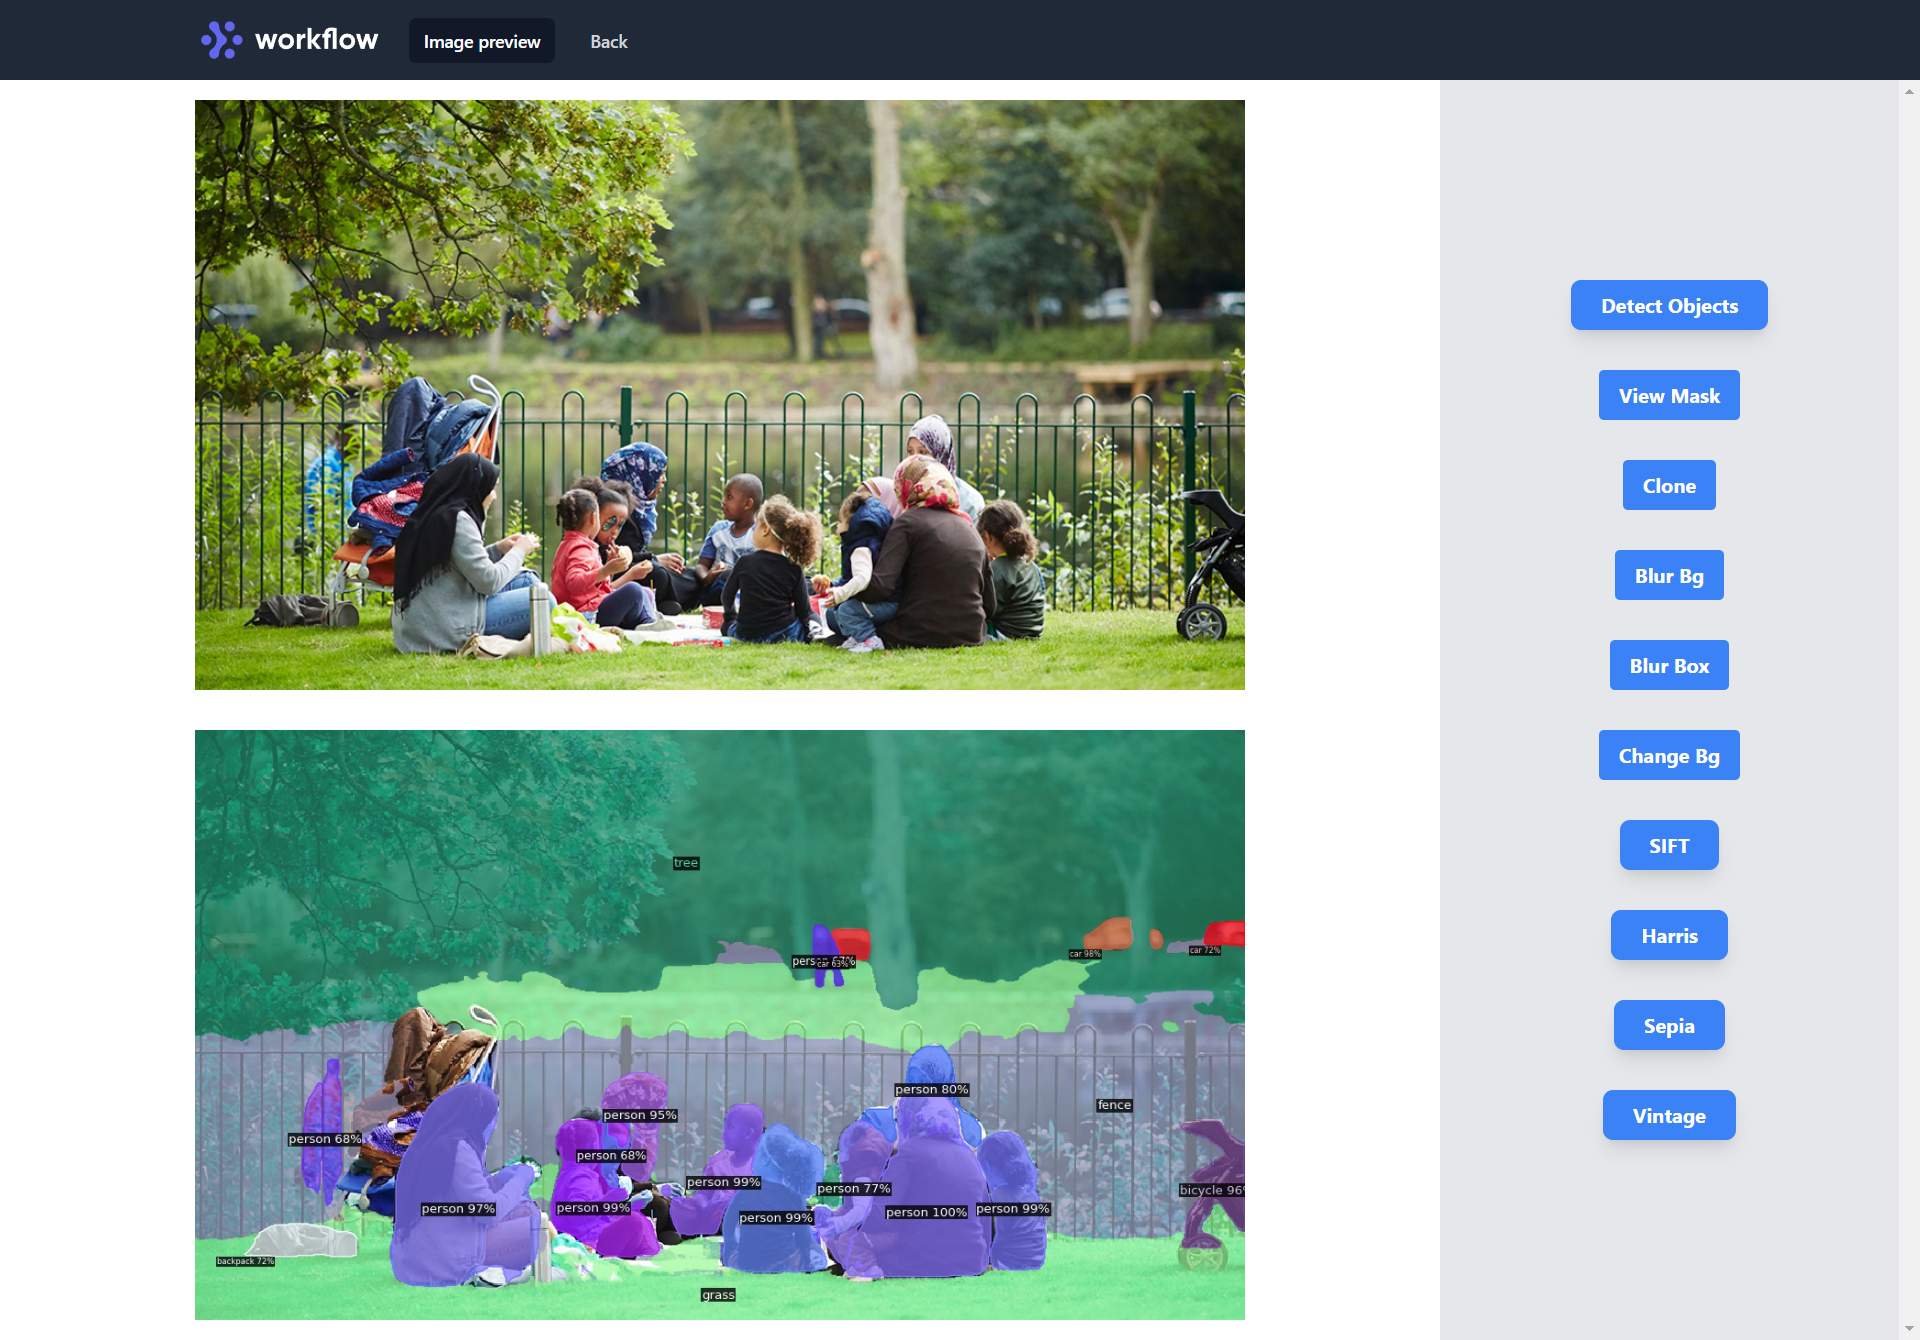 workflow
Image preview
Back
Detect Objects
View Mask
Clone
Blur Bg
Blur Box
Change Bg
SIFT
Harris
Sepia
Vintage
tree
car 63%
car 98%
car 72%
person 80%
fence
person 95%
person 68%
person 68%
person 99%
person 77%
bicycle 96%
person 97%
person 99%
person 99%
person 100%
person 99%
backpack 72%
grass